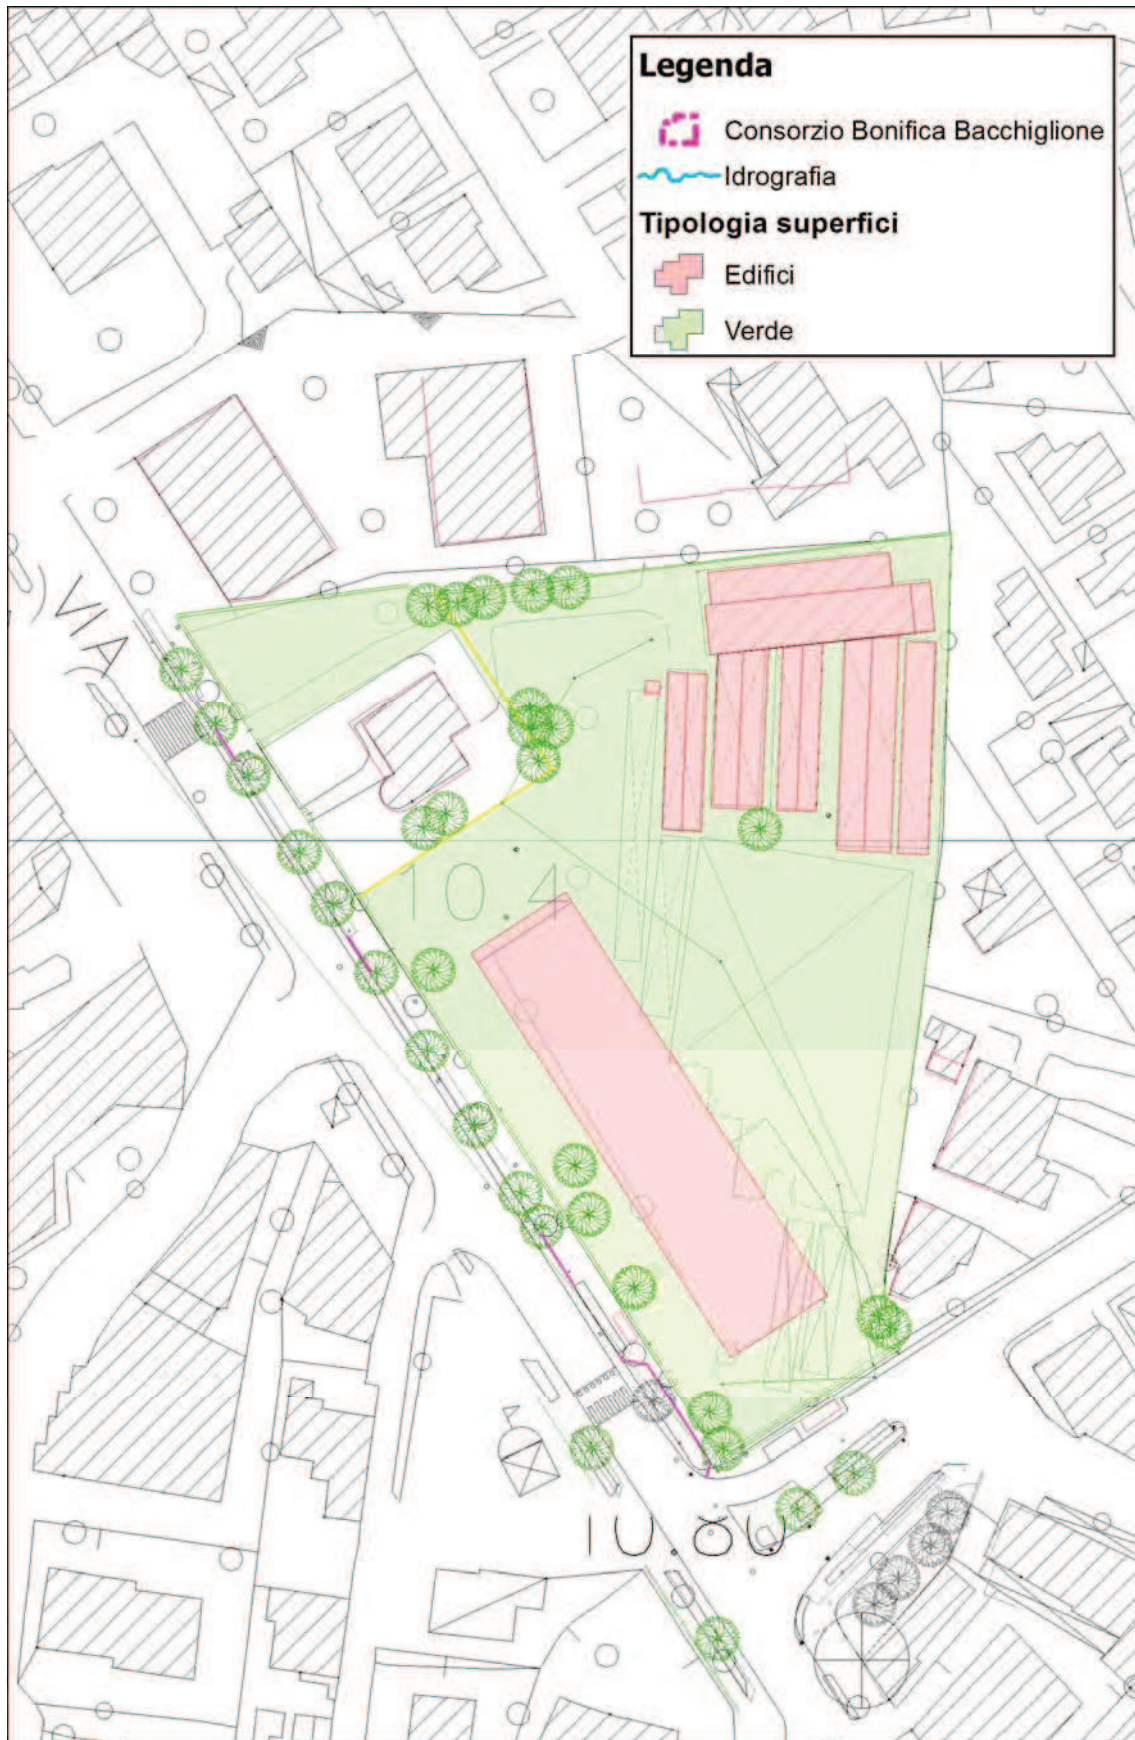 Legenda
Consorzio Bonifica Bacchiglione
Idrografia
Tipologia superfici
Edifici
Verde
VIA
10 4